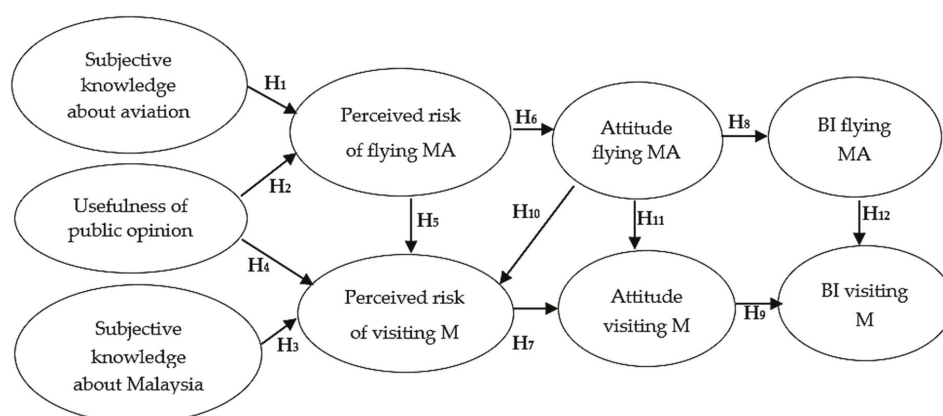 Subjective
knowledge
about aviation
H1
Perceived risk
of flying MA
H6
Attitude
flying MA
H8
BI flying
MA
H2
Usefulness of
public opinion
H4
H5
H10
H11
H12
Subjective
knowledge
about Malaysia
H3
Perceived risk
of visiting M
H7
Attitude
visiting M
H9
BI visiting
M